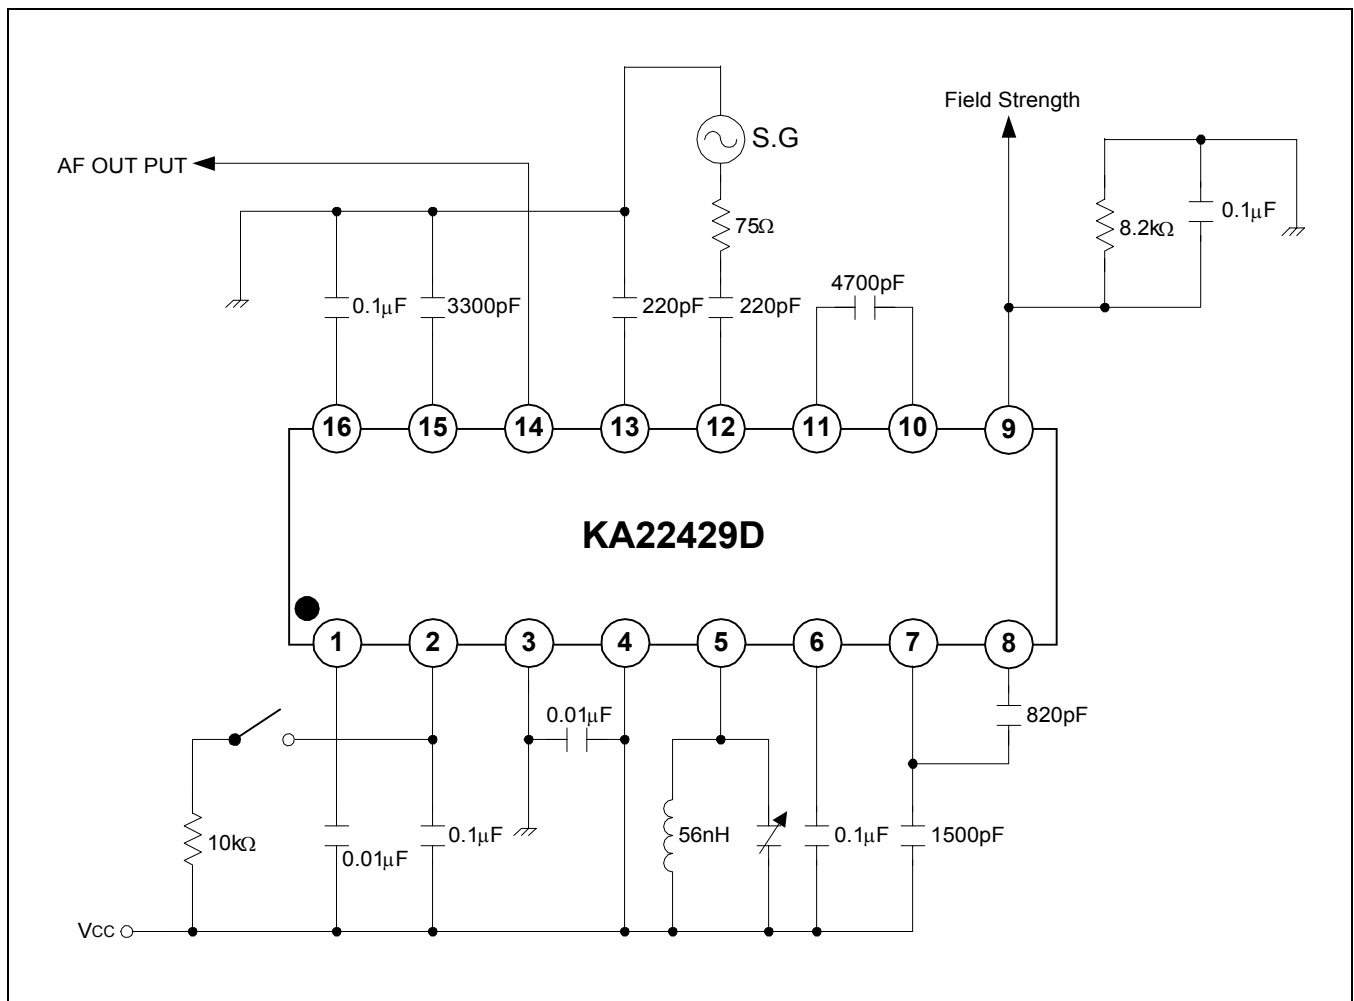 Field Strength
S.G
AF OUT PUT
75Ω
8.2kΩ
0.1μF
4700pF
0.1μF
3300pF
220pF
220pF
16
15
14
13
12
11
10
9
KA22429D
1
2
3
4
5
6
7
8
0.01μF
820pF
10kΩ
0.01μF
0.1μF
56nH
0.1μF
1500pF
VCC